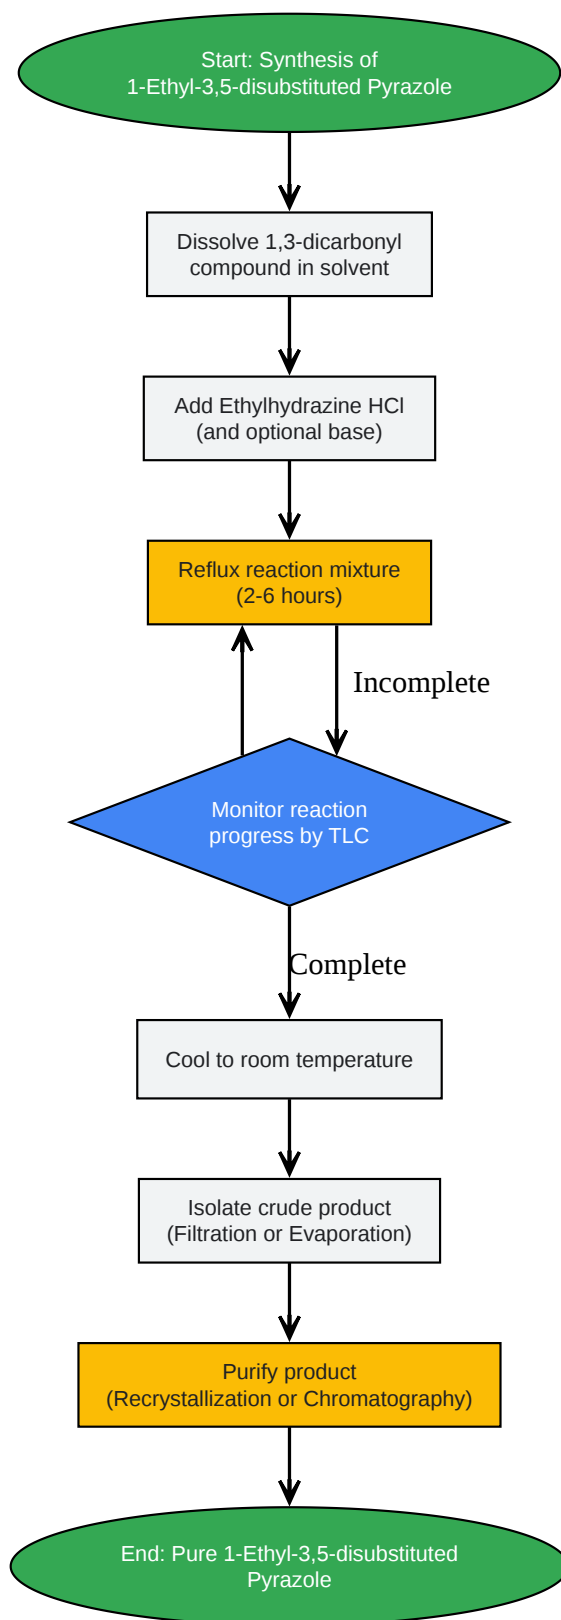 Start: Synthesis of
1-Ethyl-3,5-disubstituted Pyrazole
Dissolve 1,3-dicarbonyl
compound in solvent
Add Ethylhydrazine HCl
(and optional base)
Reflux reaction mixture
(2-6 hours)
Incomplete
Monitor reaction
progress by TLC
Complete
Cool to room temperature
Isolate crude product
(Filtration or Evaporation)
Purify product
(Recrystallization or Chromatography)
End: Pure 1-Ethyl-3,5-disubstituted
Pyrazole